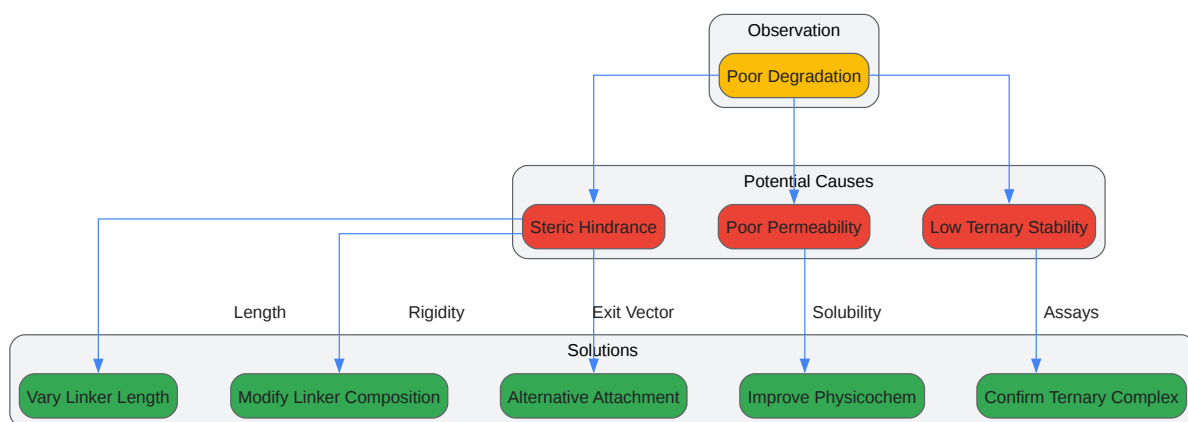 Observation
Poor Degradation
Potential Causes
Steric Hindrance
Poor Permeability
Low Ternary Stability
Length
Rigidity
Exit Vector
Solubility
Assays
Solutions
Vary Linker Length
Modify Linker Composition
Alternative Attachment
Improve Physicochem
Confirm Ternary Complex